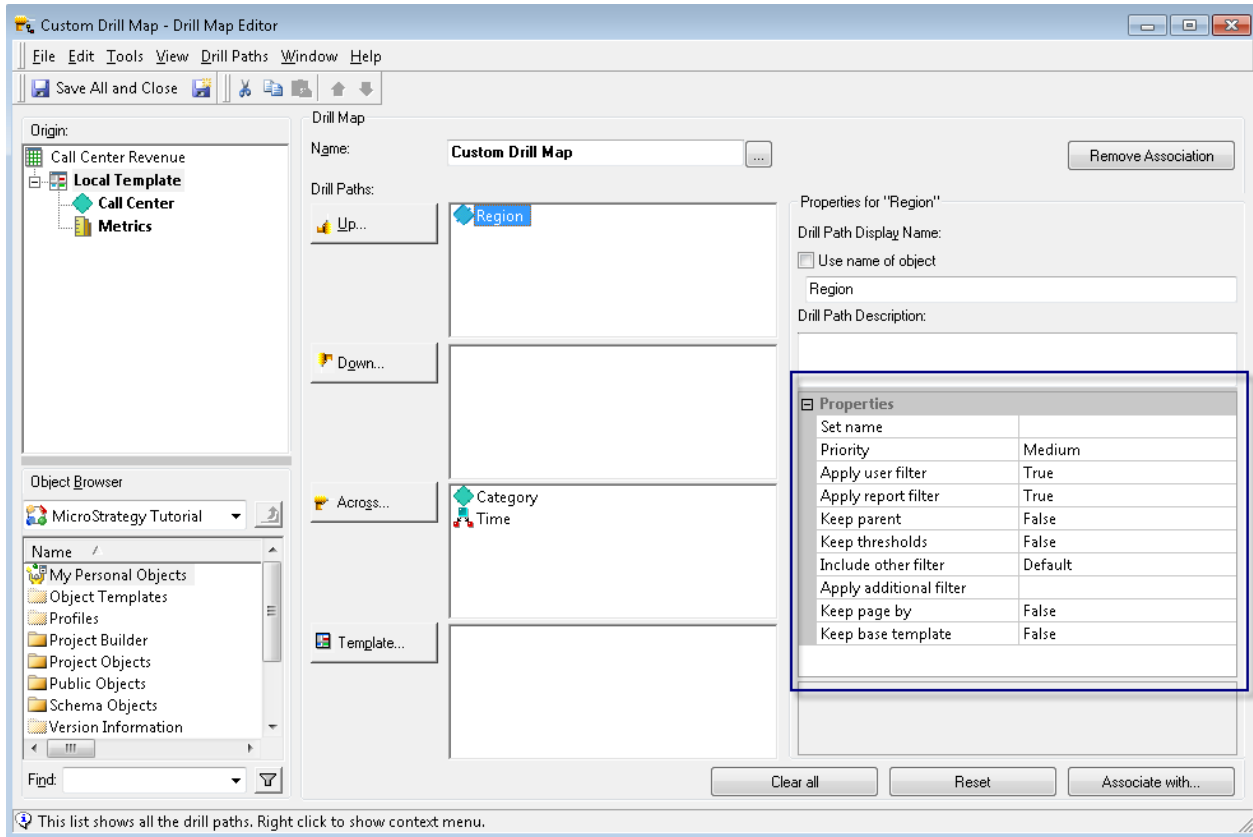 Custom Drill Map - Drill Map Editor
File Edit Tools View Drill Paths Window Help
Save All and Close
Origin:
Call Center Revenue
Local Template
Call Center
Metrics
Object Browser
MicroStrategy Tutorial
Name
My Personal Objects
Object Templates
Profiles
Project Builder
Project Objects
Public Objects
Schema Objects
Version Information
Find:
Drill Map
Name:
Custom Drill Map
...
Remove Association
Drill Paths:
Up...
Region
Down...
Across...
Category
Time
Template...
Properties for "Region"
Drill Path Display Name:
Use name of object
Region
Drill Path Description:
Properties
Set name
Priority Medium
Apply user filter True
Apply report filter True
Keep parent False
Keep thresholds False
Include other filter Default
Apply additional filter
Keep page by False
Keep base template False
Clear all
Reset
Associate with...
This list shows all the drill paths. Right click to show context menu.